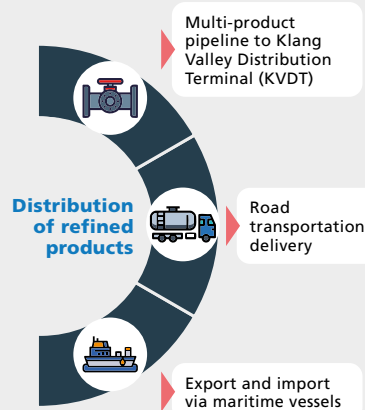 Multi-product
pipeline to Klang
Valley Distribution
Terminal (KVDT)
Distribution
of refined
products
Road
transportation
delivery
Export and import
via maritime vessels